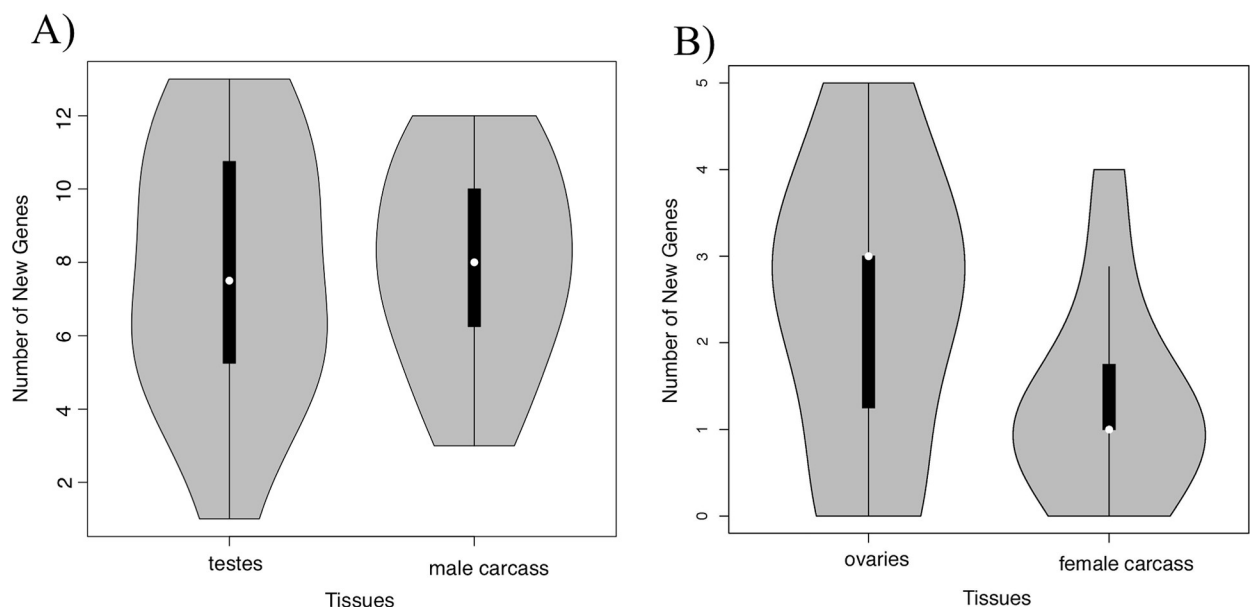 A)
Number of New Genes
12
10
8
6
4
2
testes
male carcass
Tissues
B)
Number of New Genes
5
4
3
2
1
0
ovaries
female carcass
Tissues